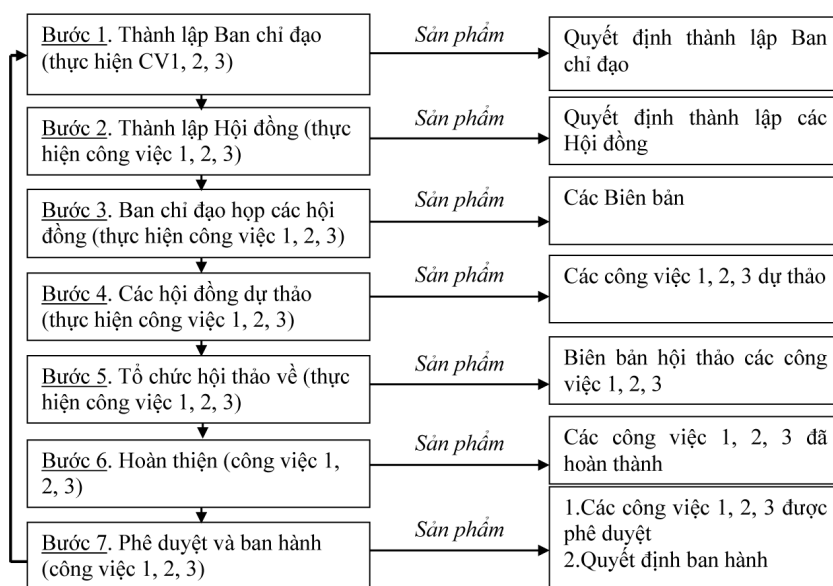 Bước 1. Thành lập Ban chỉ đạo
(thực hiện CV1, 2, 3)
Sản phẩm
Quyết định thành lập Ban
chỉ đạo
Bước 2. Thành lập Hội đồng (thực
hiện công việc 1, 2, 3)
Sản phẩm
Quyết định thành lập các
Hội đồng
Bước 3. Ban chỉ đạo họp các hội
đồng (thực hiện công việc 1, 2, 3)
Sản phẩm
Các Biên bản
Bước 4. Các hội đồng dự thảo
(thực hiện công việc 1, 2, 3)
Sản phẩm
Các công việc 1, 2, 3 dự thảo
Bước 5. Tổ chức hội thảo về (thực
hiện công việc 1, 2, 3)
Sản phẩm
Biên bản hội thảo các công
việc 1, 2, 3
Bước 6. Hoàn thiện (công việc 1,
2, 3)
Sản phẩm
Các công việc 1, 2, 3 đã
hoàn thành
Bước 7. Phê duyệt và ban hành
(công việc 1, 2, 3)
Sản phẩm
1.Các công việc 1, 2, 3 được
phê duyệt
2.Quyết định ban hành